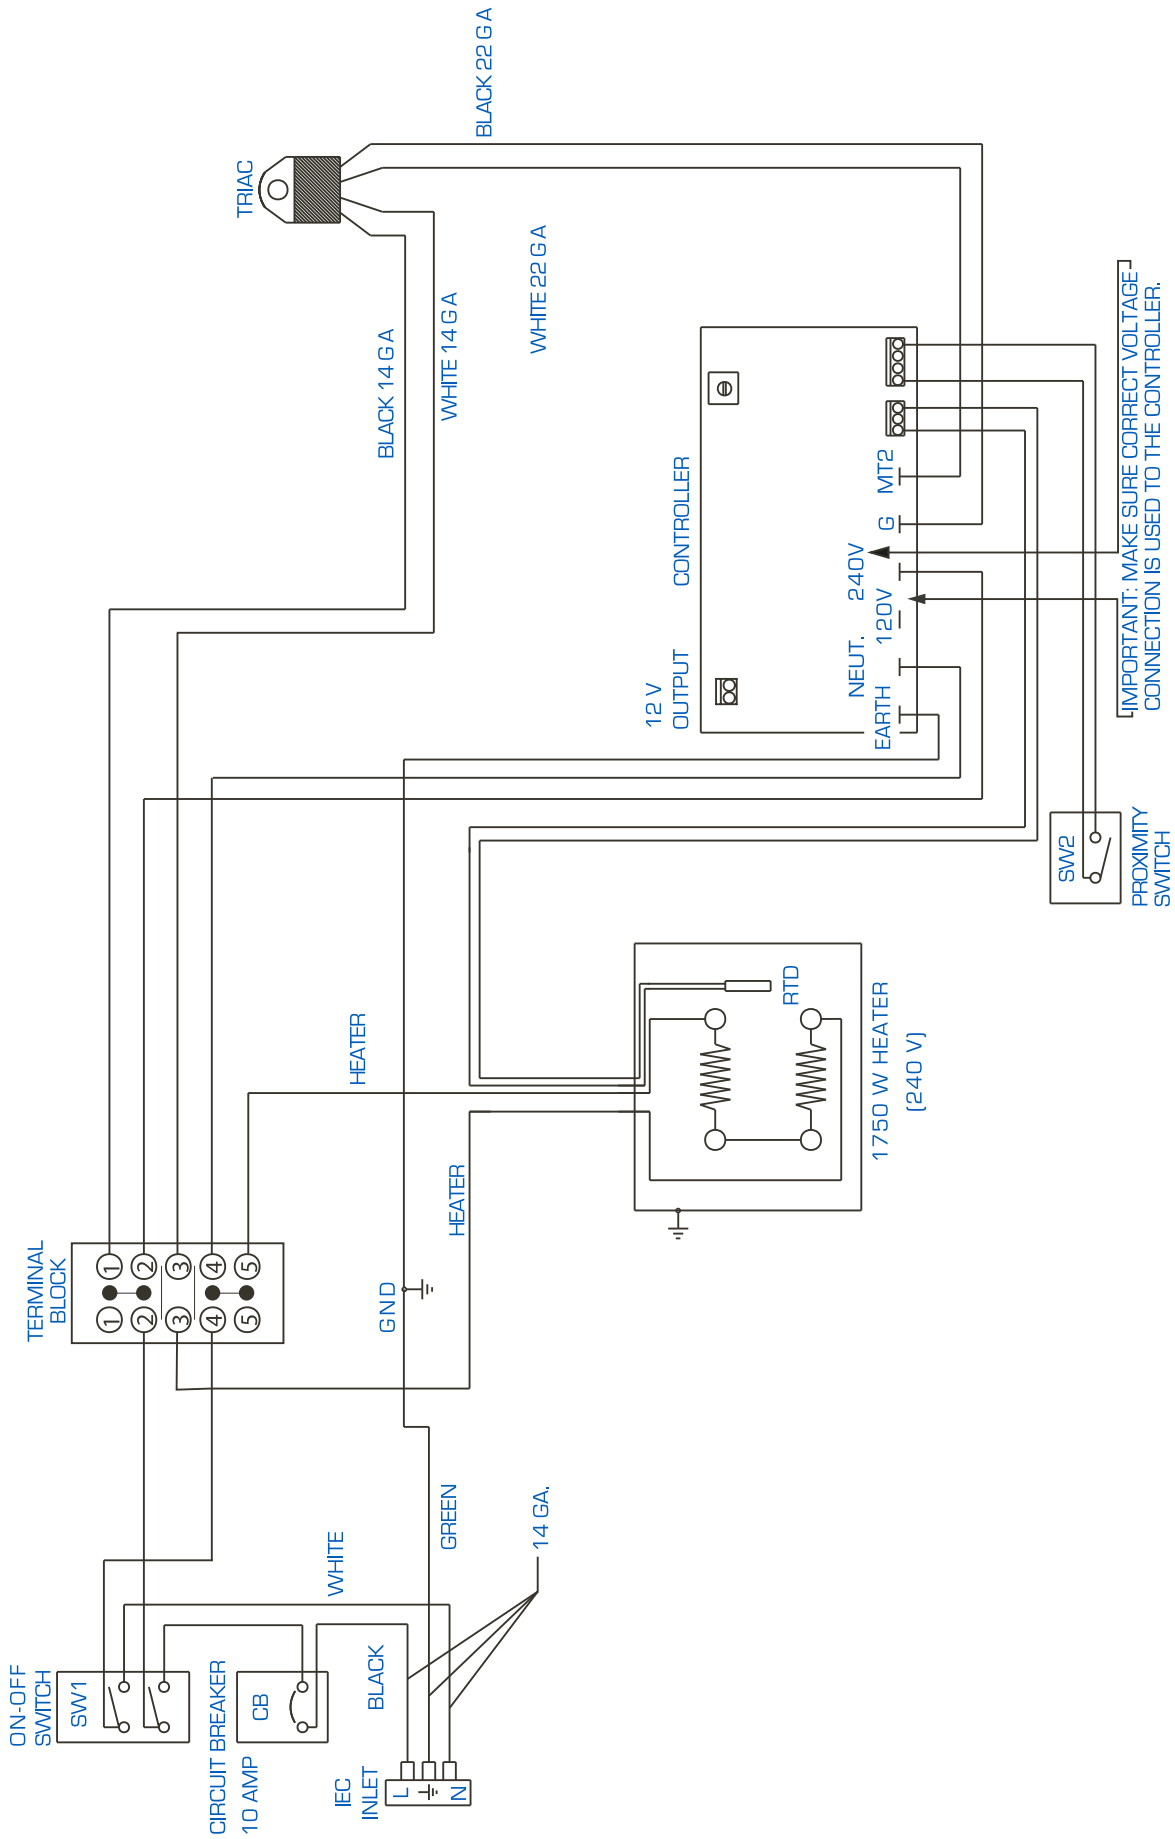 ON-OFF
SWITCH
SW1
CIRCUIT BREAKER
10 AMP
CB
IEC
INLET
L
N
BLACK
WHITE
GREEN
14 GA.
TERMINAL
BLOCK
1
2
3
4
5
1
2
3
4
5
GND
HEATER
HEATER
1750 W HEATER
(240 V)
RTD
TRIAC
BLACK 14 GA
WHITE 14 GA
WHITE 22 GA
BLACK 22 GA
CONTROLLER
12 V
OUTPUT
EARTH
NEUT.
120V
240V
G
MT2
SW2
PROXIMITY
SWITCH
IMPORTANT: MAKE SURE CORRECT VOLTAGE
CONNECTION IS USED TO THE CONTROLLER.